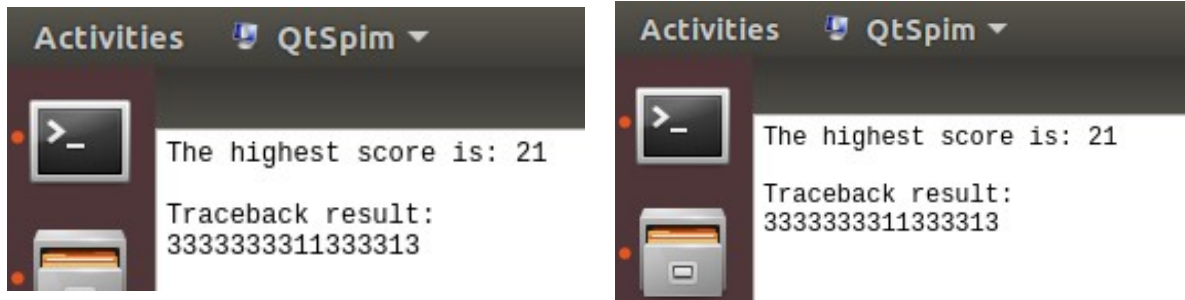 Activities QtSpim
The highest score is: 21
Traceback result:
3333333311333313
Activities QtSpim
The highest score is: 21
Traceback result:
3333333311333313